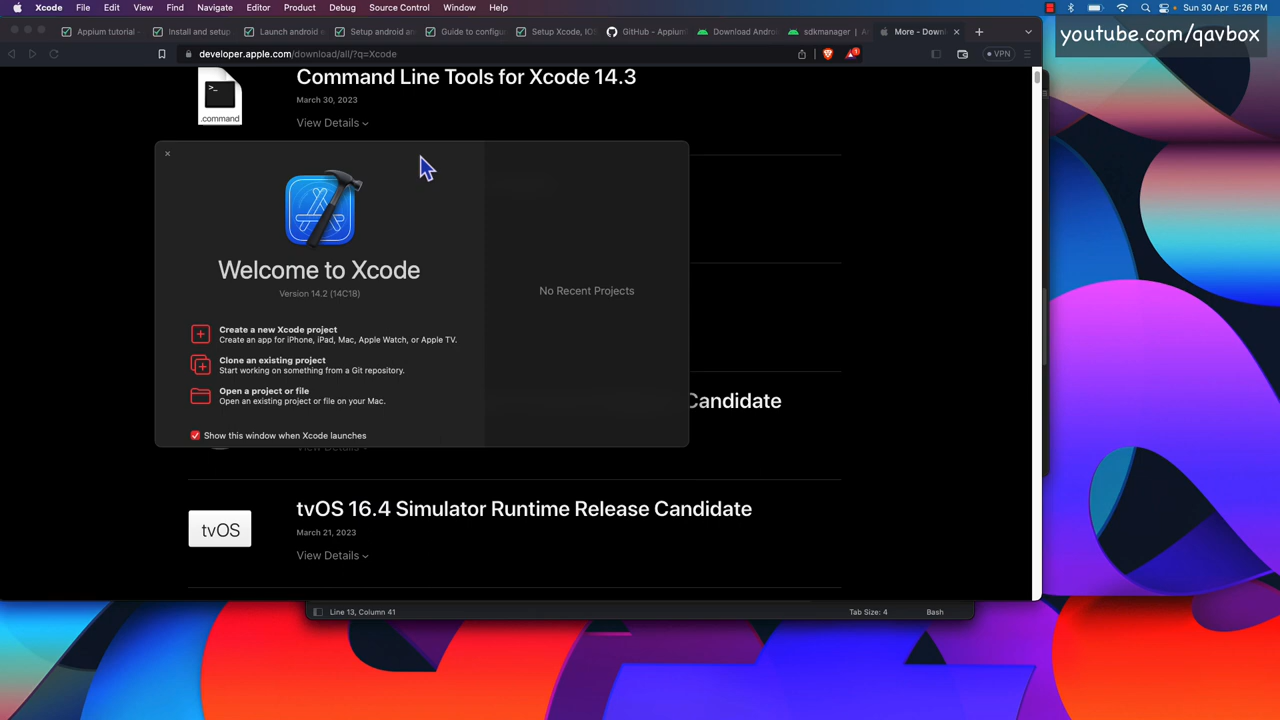 Xcode File Edit View Find Navigate Editor Product Debug Source Control Window Help
Sun 30 Apr 5:26 PM
youtube.com/qavbox
Appium tutorial - Install and setup Launch android Setup android an Guide to configu Setup Xcode, IOS GitHub - Appium Download Andro sdkmanager | A More - Downl
developer.apple.com/download/all/?q=Xcode
1
VPN
Command Line Tools for Xcode 14.3
>_
.command
March 30, 2023
View Details
Welcome to Xcode
Version 14.2 (14C18)
No Recent Projects
Create a new Xcode project
Create an app for iPhone, iPad, Mac, Apple Watch, or Apple TV.
Clone an existing project
Start working on something from a Git repository.
Open a project or file
Open an existing project or file on your Mac.
Show this window when Xcode launches
Candidate
View Details
tvOS
tvOS 16.4 Simulator Runtime Release Candidate
March 21, 2023
View Details
Line 13, Column 41
Tab Size: 4
Bash